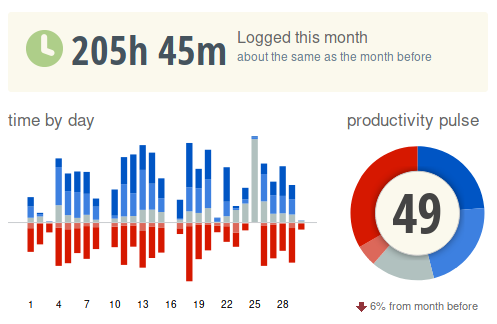 205h 45m
Logged this month
about the same as the month before
time by day
productivity pulse
49
1 4 7 10 13 16 19 22 25 28
6% from month before